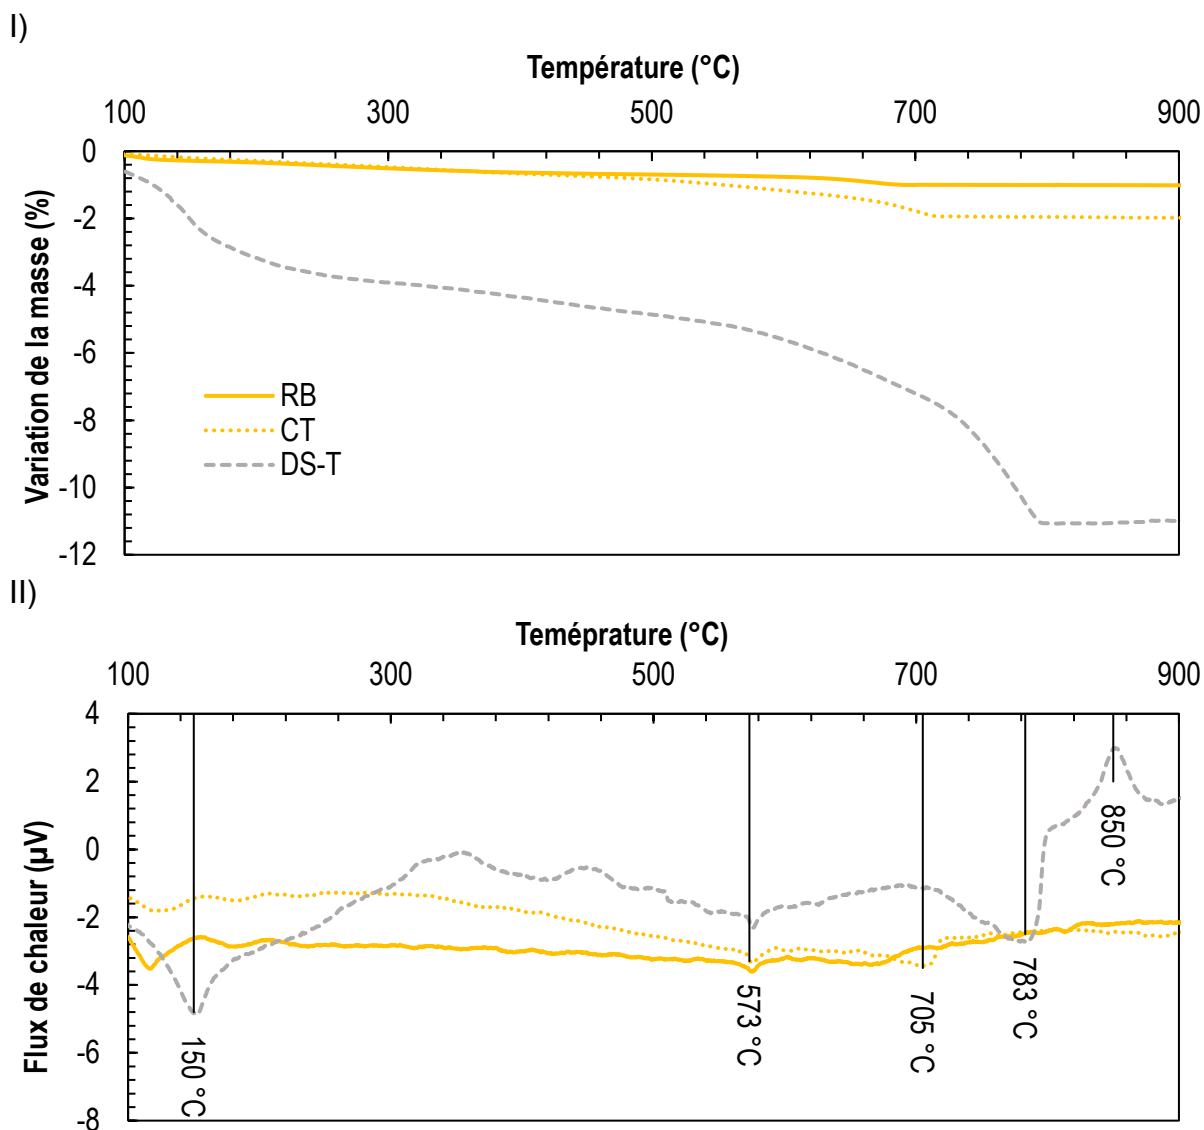 I)
Température (°C)
100 300 500 700 900
Variation de la masse (%)
0
-2
-4
-6
-8
-10
-12
RB
CT
DS-T
II)
Teméprature (°C)
100 300 500 700 900
Flux de chaleur (µV)
4
2
0
-2
-4
-6
-8
150 °C
573 °C
705 °C
783 °C
850 °C